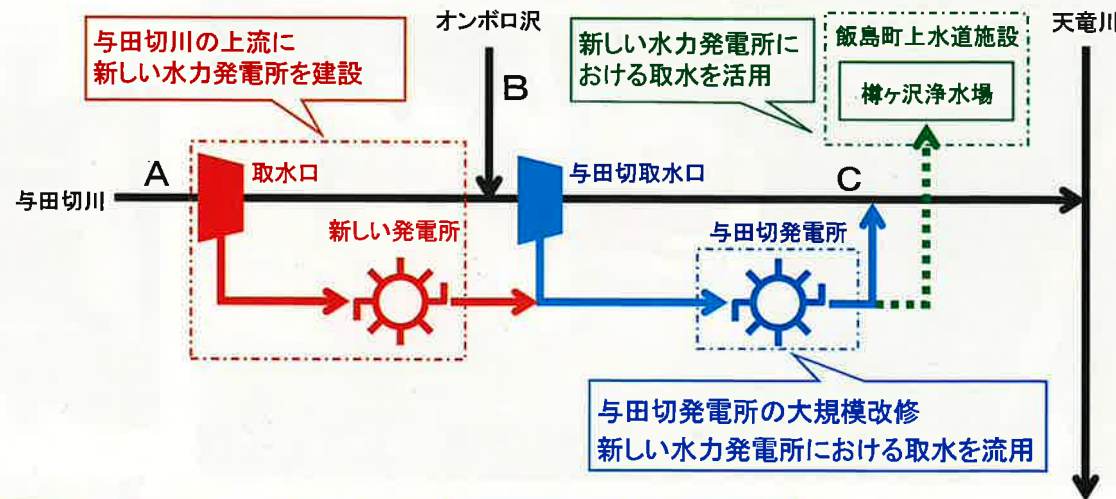 与田切川の上流に
新しい水力発電所を建設
オンボロ沢
新しい水力発電所に
おける取水を活用
飯島町上水道施設
樽ヶ沢浄水場
天竜川
B
A
取水口
与田切取水口
C
与田切川
新しい発電所
与田切発電所
与田切発電所の大規模改修
新しい水力発電所における取水を流用